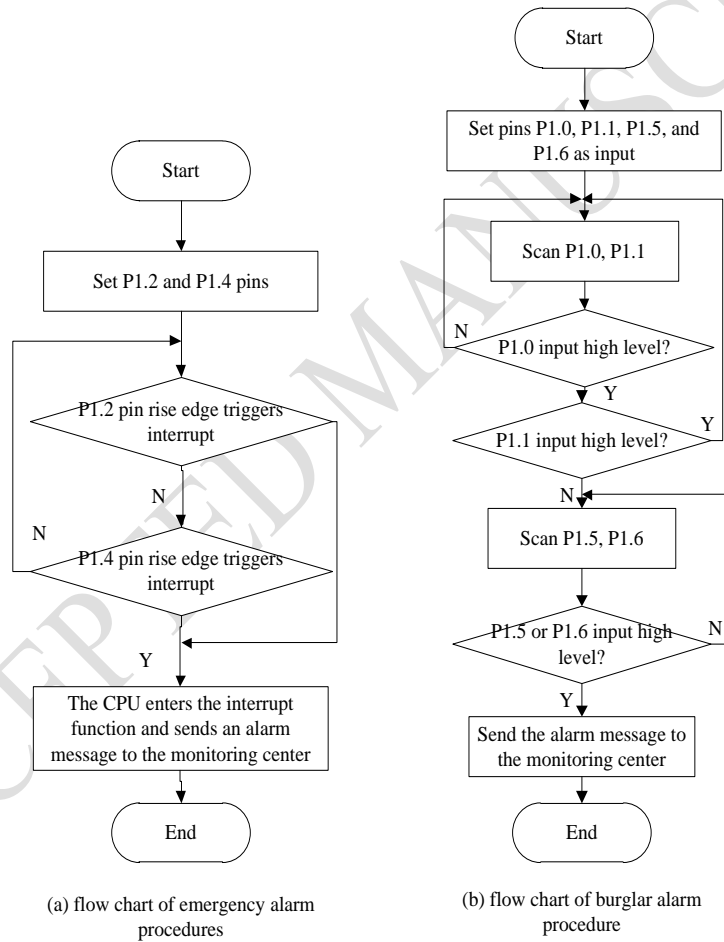 Start
Set P1.2 and P1.4 pins
P1.2 pin rise edge triggers
interrupt
N
N
P1.4 pin rise edge triggers
interrupt
Y
The CPU enters the interrupt
function and sends an alarm
message to the monitoring center
End
(a) flow chart of emergency alarm
procedures
Start
Set pins P1.0, P1.1, P1.5, and
P1.6 as input
Scan P1.0, P1.1
N
P1.0 input high level?
Y
Y
P1.1 input high level?
N
Scan P1.5, P1.6
P1.5 or P1.6 input high
level?
N
Y
Send the alarm message to
the monitoring center
End
(b) flow chart of burglar alarm
procedure